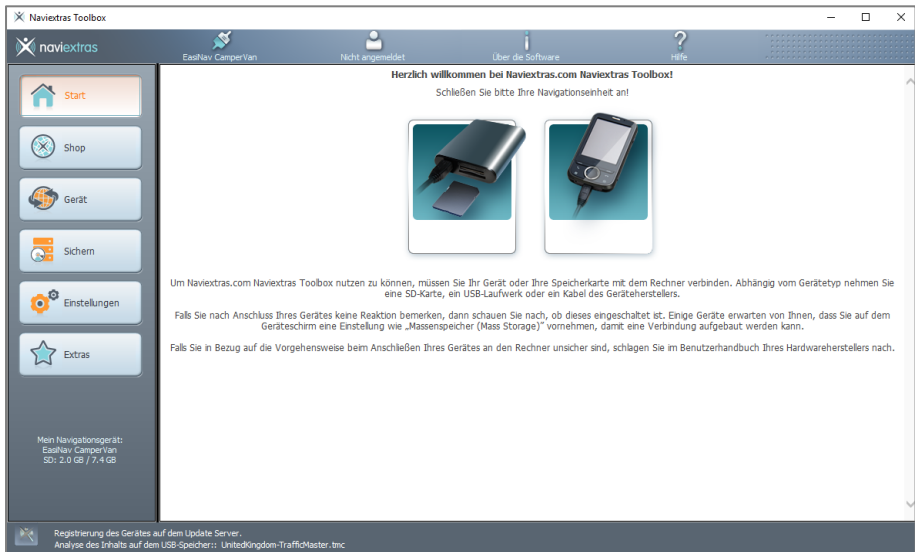 Naviextras Toolbox
naviextras
EasiNav CamperVan
Nicht angemeldet
Über die Software
Hilfe
Start
Shop
Gerät
Sichern
Einstellungen
Extras
Mein Navigationsgerät:
EasiNav CamperVan
SD: 2.0 GB / 7.4 GB
Herzlich willkommen bei Naviextras.com Naviextras Toolbox!
Schließen Sie bitte Ihre Navigationseinheit an!
Um Naviextras.com Naviextras Toolbox nutzen zu können, müssen Sie Ihr Gerät oder Ihre Speicherkarte mit dem Rechner verbinden. Abhängig vom Gerätetyp nehmen Sie
eine SD-Karte, ein USB-Laufwerk oder ein Kabel des Geräteherstellers.
Falls Sie nach Anschluss Ihres Gerätes keine Reaktion bemerken, dann schauen Sie nach, ob dieses eingeschaltet ist. Einige Geräte erwarten von Ihnen, dass Sie auf dem
Geräteschirm eine Einstellung wie „Massenspeicher (Mass Storage)" vornehmen, damit eine Verbindung aufgebaut werden kann.
Falls Sie in Bezug auf die Vorgehensweise beim Anschließen Ihres Gerätes an den Rechner unsicher sind, schlagen Sie im Benutzerhandbuch Ihres Hardwareherstellers nach.
Registrierung des Gerätes auf dem Update Server.
Analyse des Inhalts auf dem USB-Speicher:: UnitedKingdom-TrafficMaster.tmc